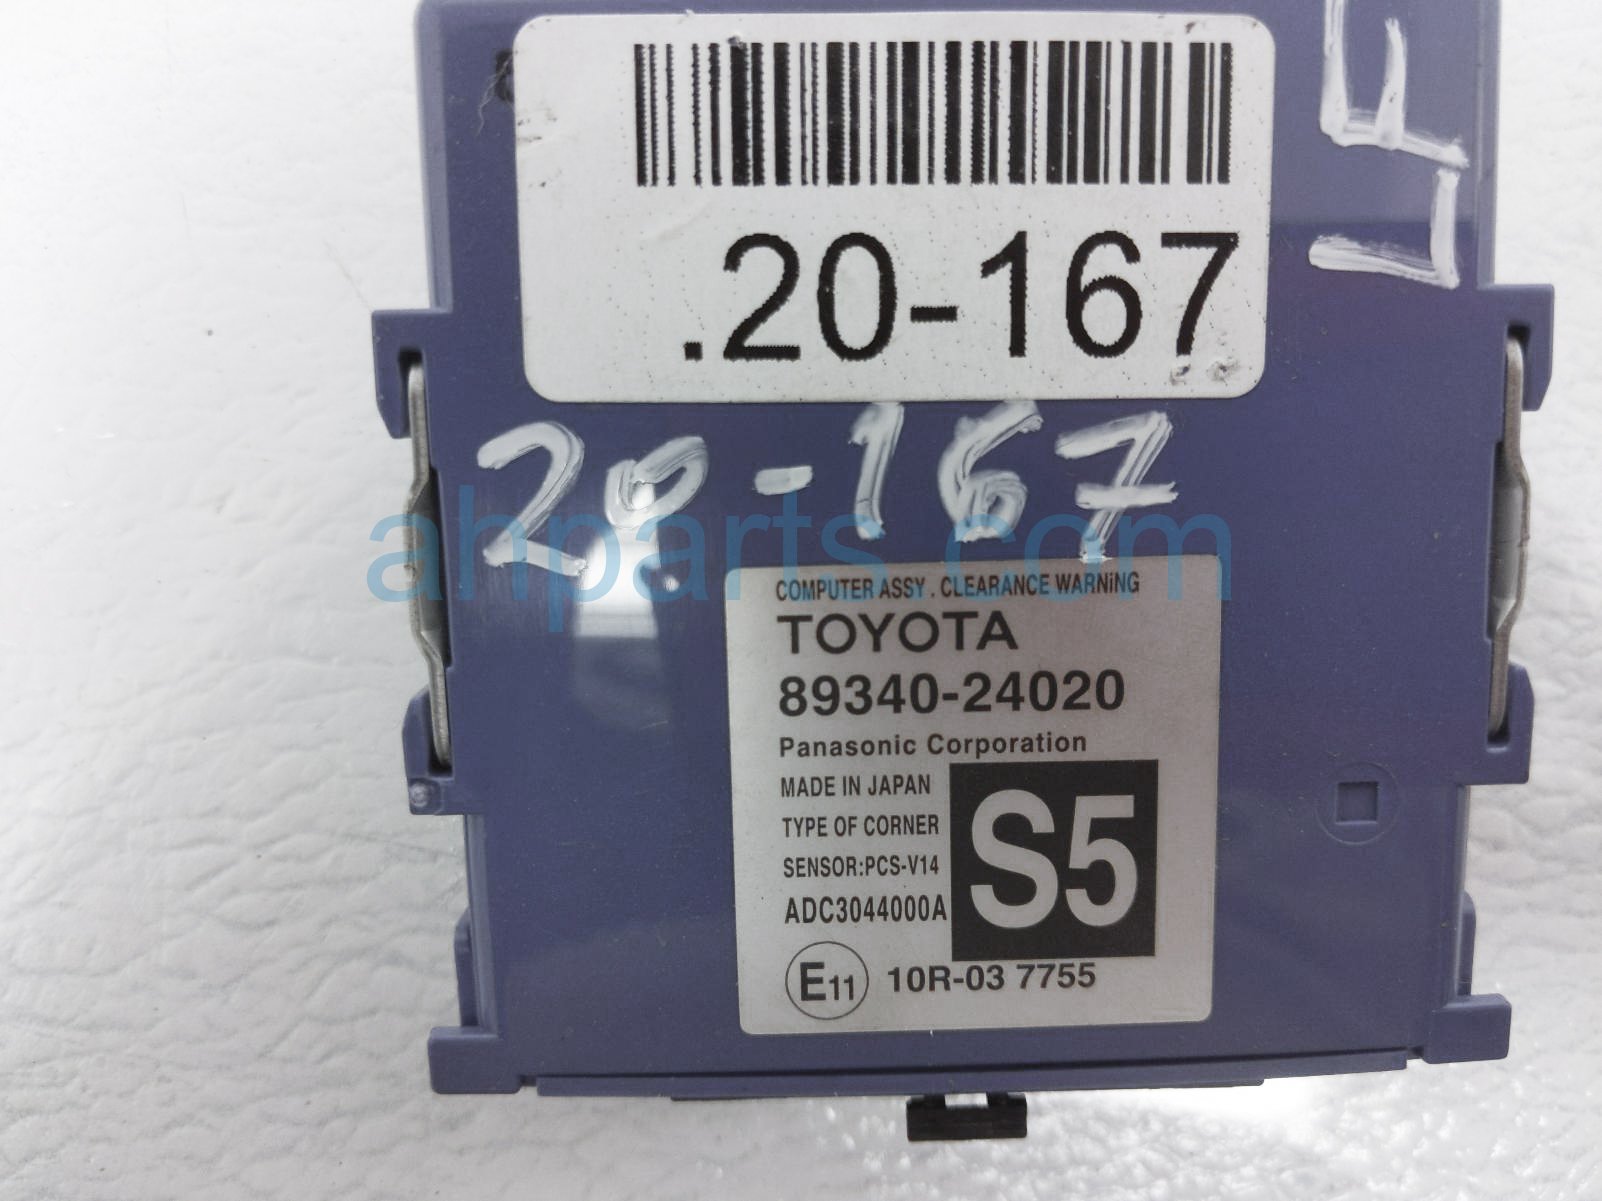 .20-167
20-167
ahparts.com
COMPUTER ASSY . CLEARANCE WARNiNG
TOYOTA
89340-24020
Panasonic Corporation
MADE IN JAPAN
TYPE OF CORNER
SENSOR:PCS-V14
ADC3044000A
S5
E11 10R-03 7755